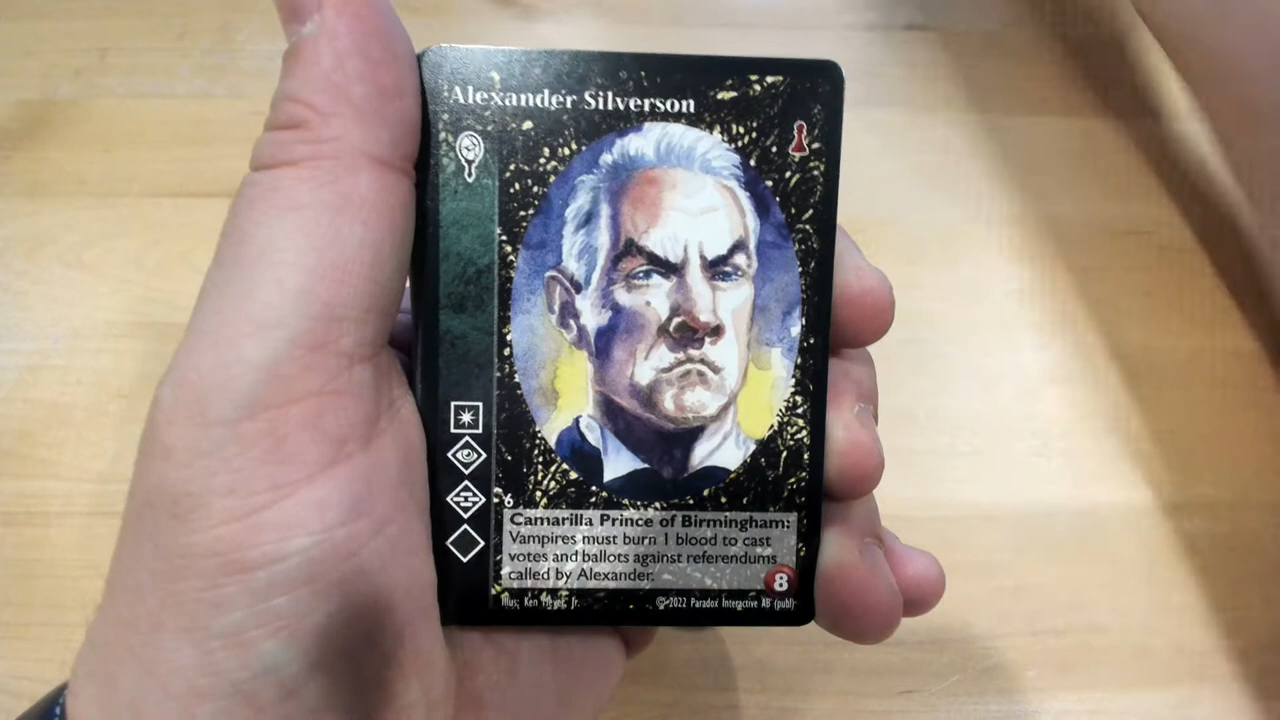 Alexander Silverson
6
Camarilla Prince of Birmingham:
Vampires must burn 1 blood to cast
votes and ballots against referendums
called by Alexander.
8
Illus: Ken Meyer, Jr.
© 2022 Paradox Interactive AB (publ)